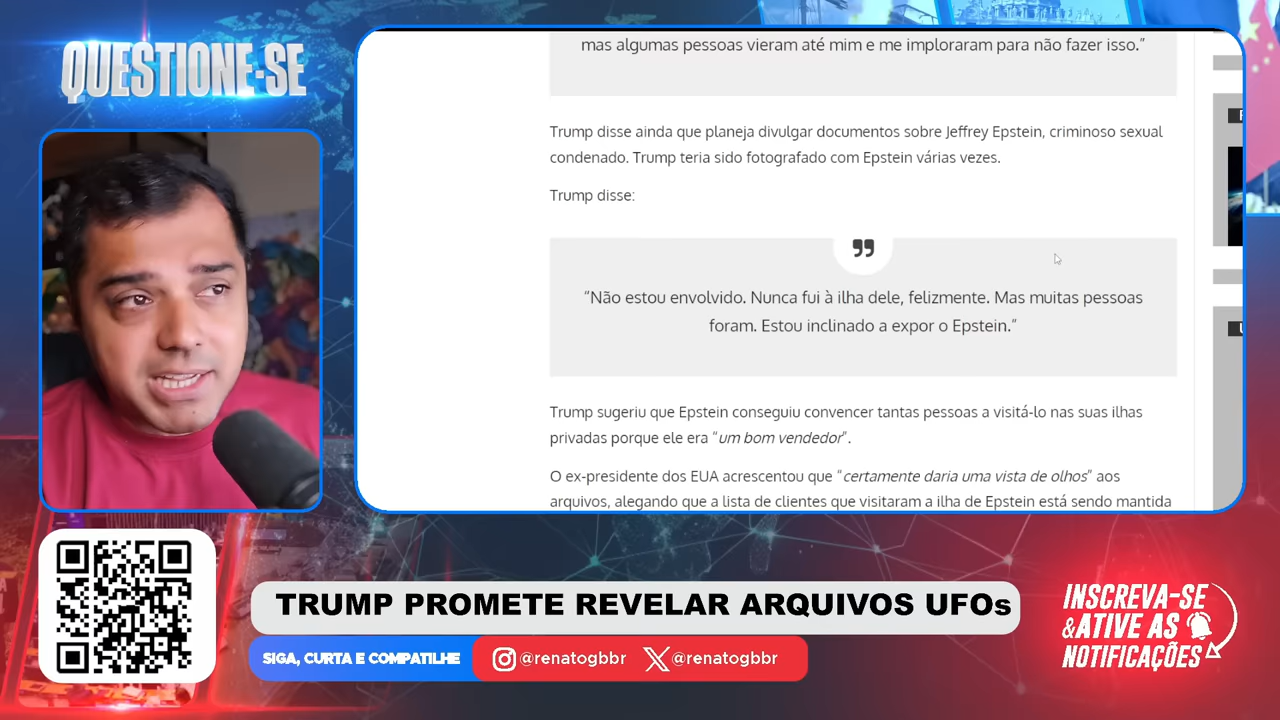 QUESTIONE-SE
mas algumas pessoas vieram até mim e me imploraram para não fazer isso.”
Trump disse ainda que planeja divulgar documentos sobre Jeffrey Epstein, criminoso sexual
condenado. Trump teria sido fotografado com Epstein várias vezes.
Trump disse:
“Não estou envolvido. Nunca fui à ilha dele, felizmente. Mas muitas pessoas
foram. Estou inclinado a expor o Epstein.”
Trump sugeriu que Epstein conseguiu convencer tantas pessoas a visitá-lo nas suas ilhas
privadas porque ele era “um bom vendedor”.
O ex-presidente dos EUA acrescentou que “certamente daria uma vista de olhos” aos
arquivos, alegando que a lista de clientes que visitaram a ilha de Epstein está sendo mantida
TRUMP PROMETE REVELAR ARQUIVOS UFOs
SIGA, CURTA E COMPATILHE
@renatogbbr
@renatogbbr
INSCREVA-SE
&ATIVE AS
NOTIFICAÇÕES